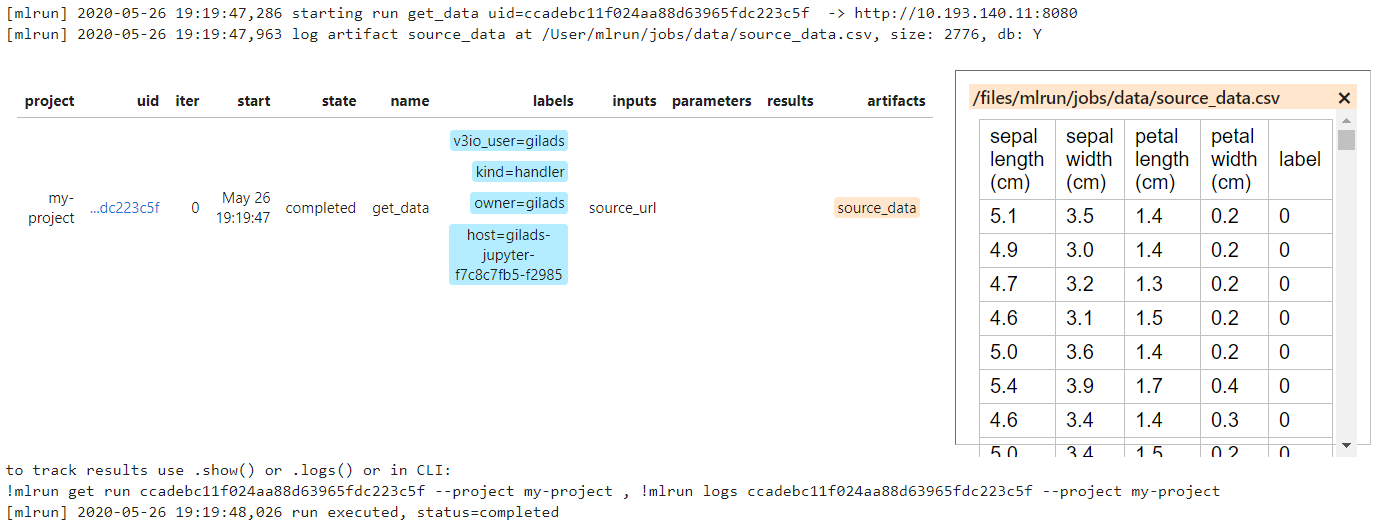 [mlrun] 2020-05-26 19:19:47,286 starting run get_data uid=ccadebc11f024aa88d63965fdc223c5f  -> http://10.193.140.11:8080
[mlrun] 2020-05-26 19:19:47,963 log artifact source_data at /User/mlrun/jobs/data/source_data.csv, size: 2776, db: Y
project uid iter start state name labels inputs parameters results artifacts
my-project ...dc223c5f 0 May 26 19:19:47 completed get_data
v3io_user=gilads
kind=handler
owner=gilads
host=gilads-
jupyter-
f7c8c7fb5-f2985
source_url source_data
/files/mlrun/jobs/data/source_data.csv ×
sepal length (cm) sepal width (cm) petal length (cm) petal width (cm) label
5.1 3.5 1.4 0.2 0
4.9 3.0 1.4 0.2 0
4.7 3.2 1.3 0.2 0
4.6 3.1 1.5 0.2 0
5.0 3.6 1.4 0.2 0
5.4 3.9 1.7 0.4 0
4.6 3.4 1.4 0.3 0
5.0 3.4 1.5 0.2 0
to track results use .show() or .logs() or in CLI:
!mlrun get run ccadebc11f024aa88d63965fdc223c5f --project my-project , !mlrun logs ccadebc11f024aa88d63965fdc223c5f --project my-project
[mlrun] 2020-05-26 19:19:48,026 run executed, status=completed